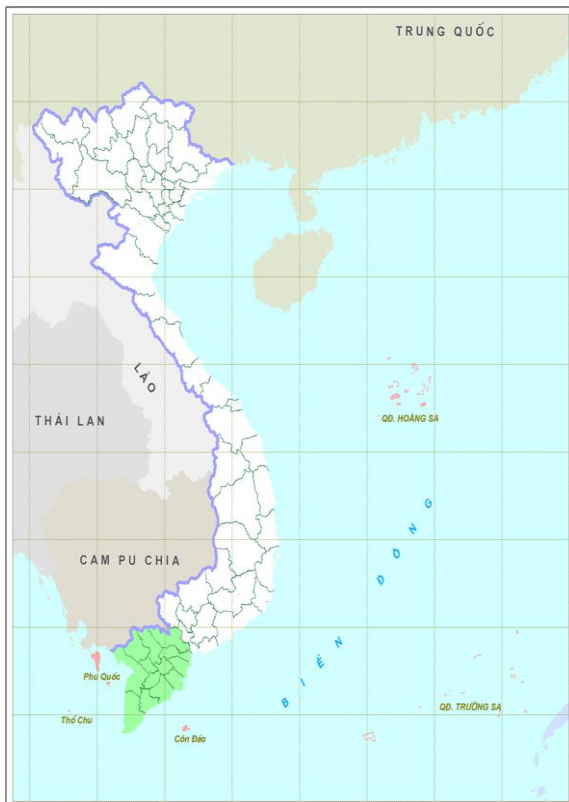 TRUNG QUỐC
LÀO
THÁI LAN
QĐ. HOÀNG SA
CAM PU CHIA
BIỂN ĐÔNG
Phú Quốc
Thổ Chu
Côn Đảo
QĐ. TRƯỜNG SA